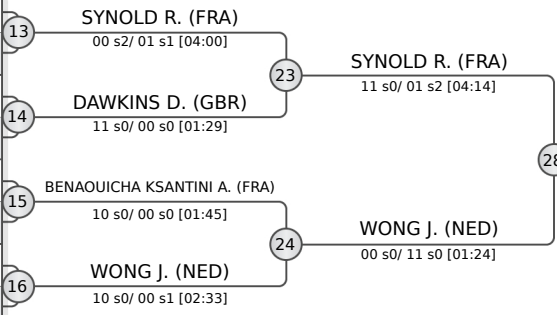 SYNOLD R. (FRA)
13
00 s2/ 01 s1 [04:00]
23
SYNOLD R. (FRA)
11 s0/ 01 s2 [04:14]
DAWKINS D. (GBR)
14
11 s0/ 00 s0 [01:29]
28
BENAOUICHA KSANTINI A. (FRA)
15
10 s0/ 00 s0 [01:45]
24
WONG J. (NED)
00 s0/ 11 s0 [01:24]
WONG J. (NED)
16
10 s0/ 00 s1 [02:33]